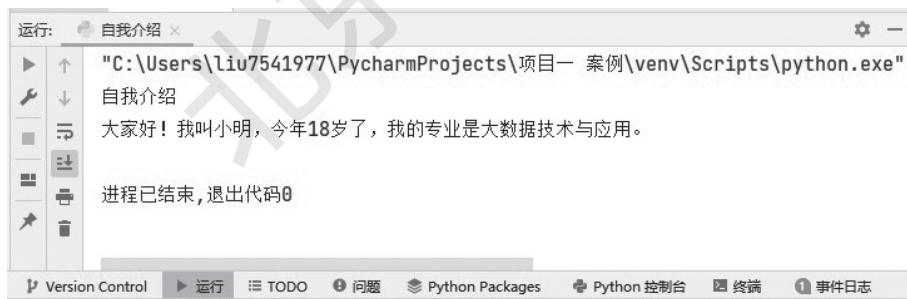 运行: 自我介绍
"C:\Users\liu7541977\PycharmProjects\项目一 案例\venv\Scripts\python.exe"
自我介绍
大家好！我叫小明，今年18岁了，我的专业是大数据技术与应用。
进程已结束,退出代码0
Version Control 运行 TODO 问题 Python Packages Python 控制台 终端 1 事件日志